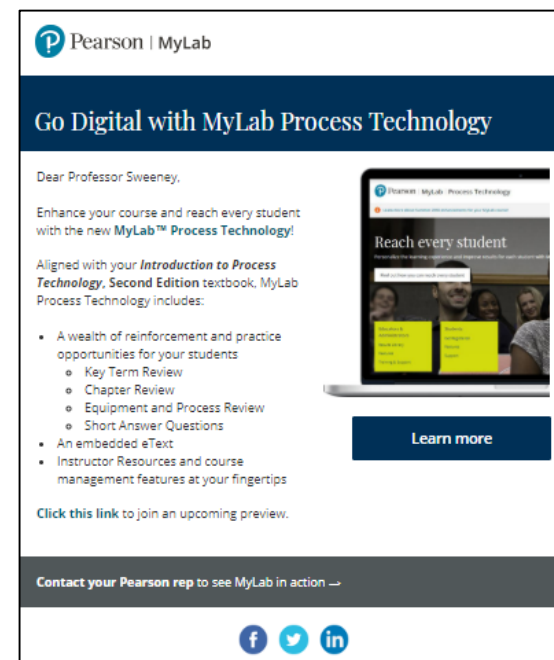 Pearson | MyLab
Go Digital with MyLab Process Technology
Dear Professor Sweeney,
Enhance your course and reach every student
with the new MyLab™ Process Technology!
Aligned with your Introduction to Process
Technology, Second Edition textbook, MyLab
Process Technology includes:
• A wealth of reinforcement and practice
opportunities for your students
Key Term Review
Chapter Review
Equipment and Process Review
Short Answer Questions
• An embedded eText
• Instructor Resources and course
management features at your fingertips
Click this link to join an upcoming preview.
Pearson | MyLab | Process Technology
Reach every student
Learn more
Contact your Pearson rep to see MyLab in action →